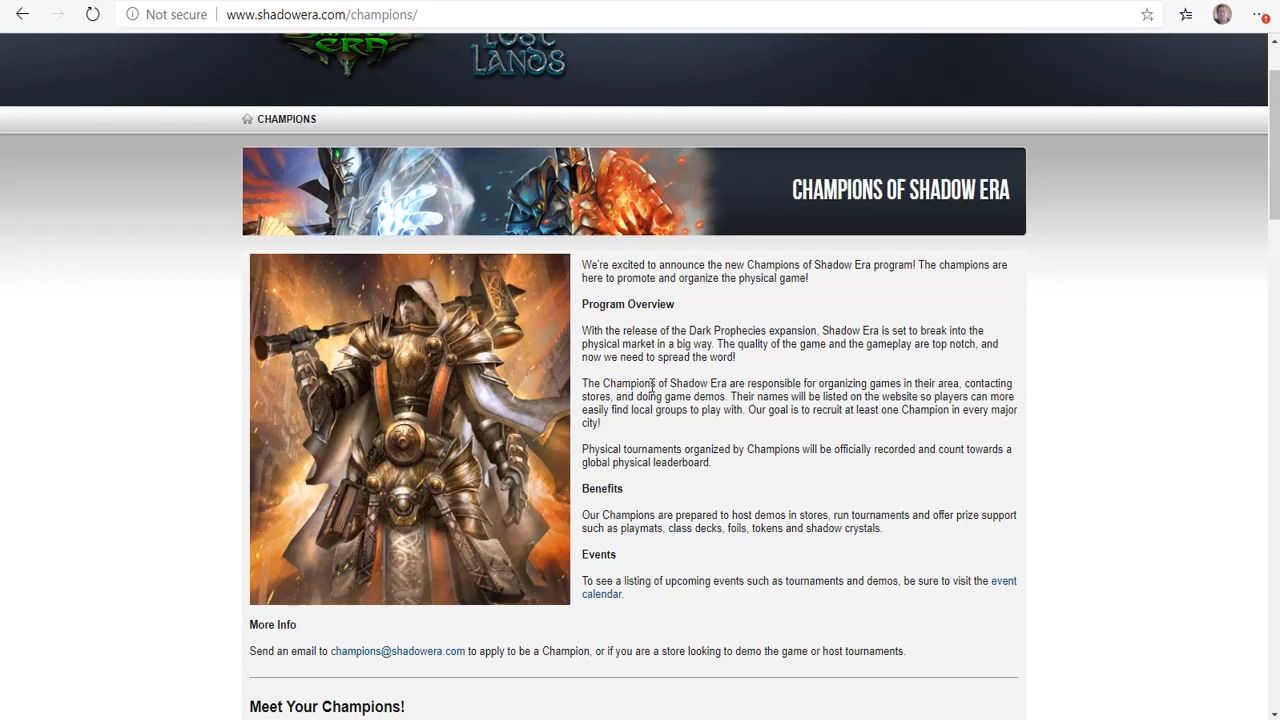 Not secure
www.shadowera.com/champions/
ERA
LOST
LANDS
CHAMPIONS
CHAMPIONS OF SHADOW ERA
We're excited to announce the new Champions of Shadow Era program! The champions are
here to promote and organize the physical game!
Program Overview
With the release of the Dark Prophecies expansion, Shadow Era is set to break into the
physical market in a big way. The quality of the game and the gameplay are top notch, and
now we need to spread the word!
The Champions of Shadow Era are responsible for organizing games in their area, contacting
stores, and doing game demos. Their names will be listed on the website so players can more
easily find local groups to play with. Our goal is to recruit at least one Champion in every major
city!
Physical tournaments organized by Champions will be officially recorded and count towards a
global physical leaderboard.
Benefits
Our Champions are prepared to host demos in stores, run tournaments and offer prize support
such as playmats, class decks, foils, tokens and shadow crystals.
Events
To see a listing of upcoming events such as tournaments and demos, be sure to visit the event
calendar.
More Info
Send an email to champions@shadowera.com to apply to be a Champion, or if you are a store looking to demo the game or host tournaments.
Meet Your Champions!